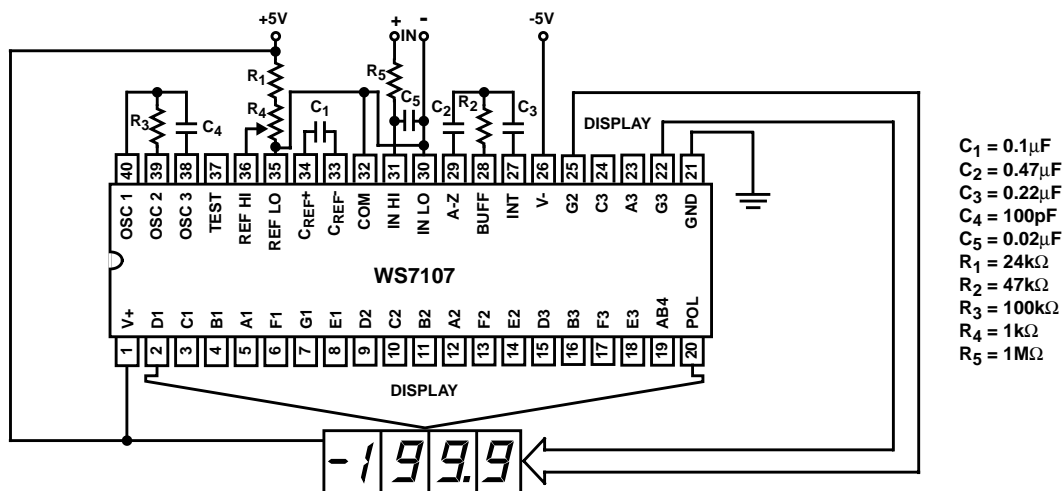 +5V
+ -
IN
-5V
R1
R5
R4
C1
C5
C2
R2
C3
R3
C4
DISPLAY
40 39 38 37 36 35 34 33 32 31 30 29 28 27 26 25 24 23 22 21
OSC 1 OSC 2 OSC 3 TEST REF HI REF LO CREF+ CREF- COM IN HI IN LO A-Z BUFF INT V- G2 C3 A3 G3 GND
WS7107
V+ D1 C1 B1 A1 F1 G1 E1 D2 C2 B2 A2 F2 E2 D3 B3 F3 E3 AB4 POL
1 2 3 4 5 6 7 8 9 10 11 12 13 14 15 16 17 18 19 20
DISPLAY
-199.9
C1 = 0.1μF
C2 = 0.47μF
C3 = 0.22μF
C4 = 100pF
C5 = 0.02μF
R1 = 24kΩ
R2 = 47kΩ
R3 = 100kΩ
R4 = 1kΩ
R5 = 1MΩ